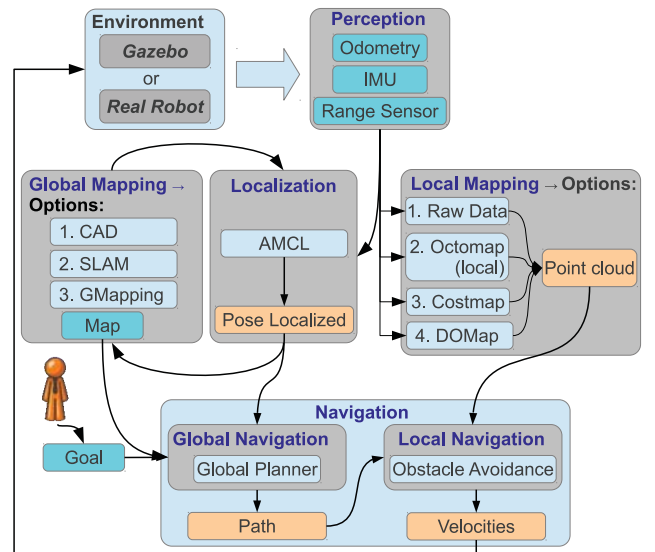 Environment
Gazebo
or
Real Robot
Perception
Odometry
IMU
Range Sensor
Global Mapping →
Options:
1. CAD
2. SLAM
3. GMapping
Map
Localization
AMCL
Pose Localized
Local Mapping → Options:
1. Raw Data
2. Octomap
(local)
3. Costmap
4. DOMap
Point cloud
Goal
Navigation
Global Navigation
Global Planner
Path
Local Navigation
Obstacle Avoidance
Velocities